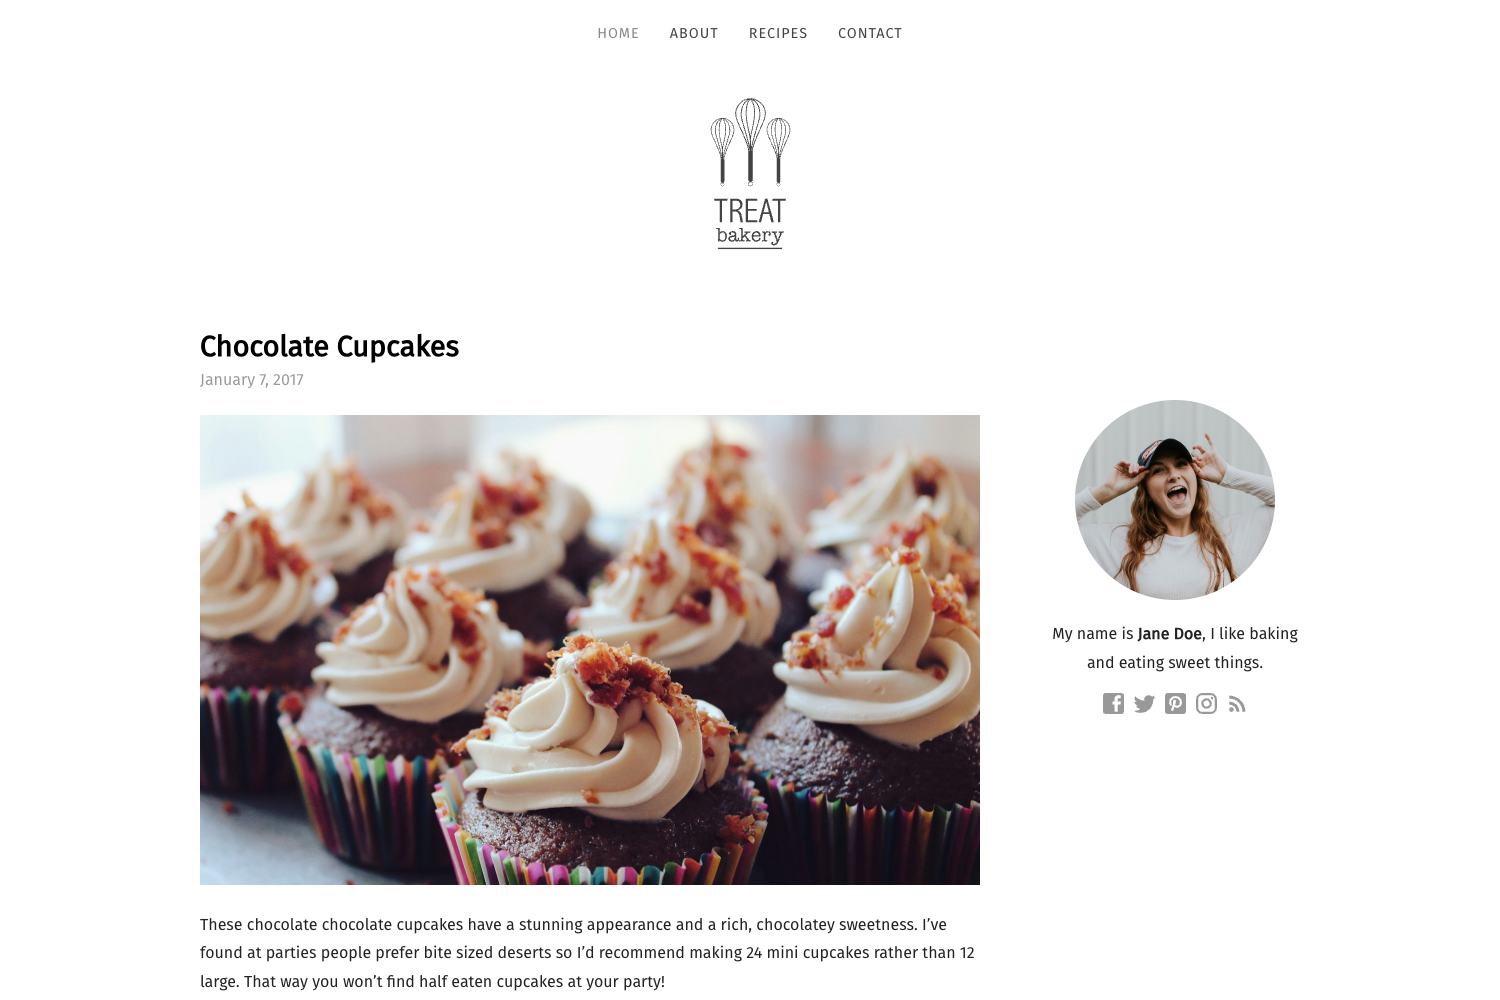 HOME ABOUT RECIPES CONTACT
TREAT
bakery
Chocolate Cupcakes
January 7, 2017
My name is Jane Doe, I like baking
and eating sweet things.
These chocolate chocolate cupcakes have a stunning appearance and a rich, chocolatey sweetness. I’ve
found at parties people prefer bite sized deserts so I’d recommend making 24 mini cupcakes rather than 12
large. That way you won’t find half eaten cupcakes at your party!